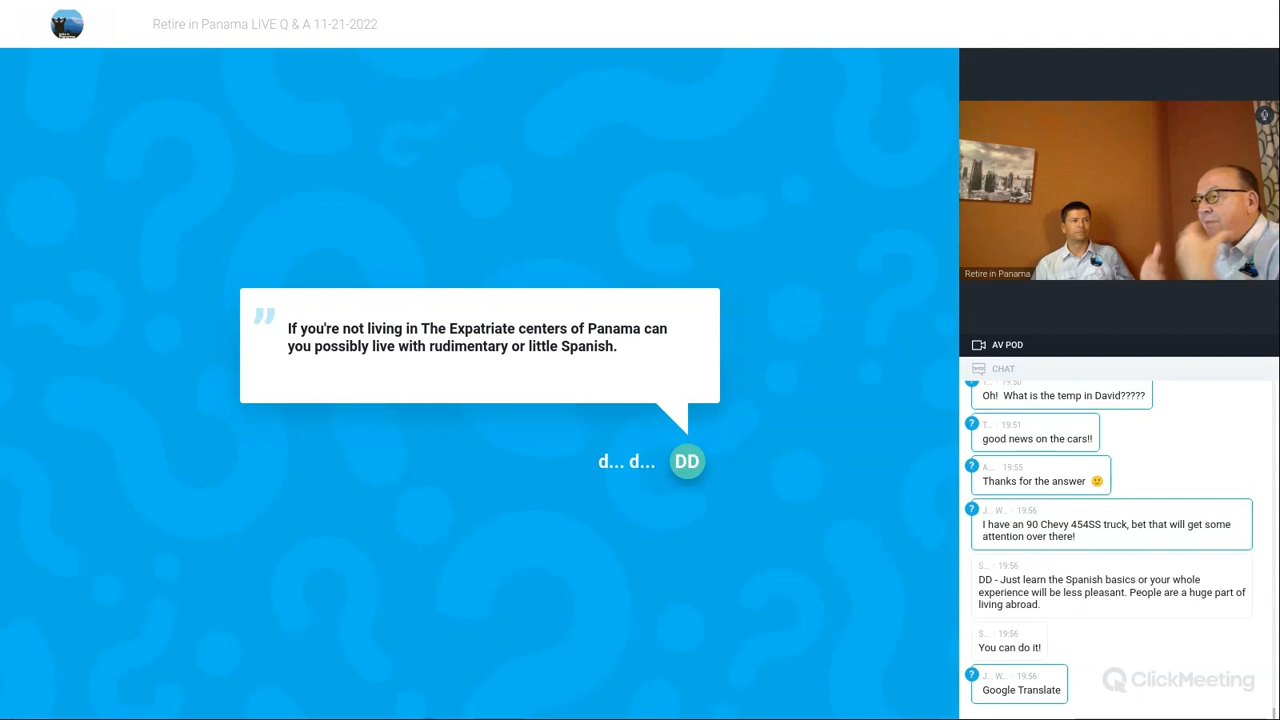 Retire in Panama LIVE Q & A 11-21-2022
If you're not living in The Expatriate centers of Panama can
you possibly live with rudimentary or little Spanish.
d... d...
DD
Retire in Panama
AV POD
CHAT
T... 19:50
Oh! What is the temp in David?????
T... 19:51
good news on the cars!!
A... 19:55
Thanks for the answer 🙂
J... W... 19:56
I have an 90 Chevy 454SS truck, bet that will get some
attention over there!
S... 19:56
DD - Just learn the Spanish basics or your whole
experience will be less pleasant. People are a huge part of
living abroad.
S... 19:56
You can do it!
J... W... 19:56
Google Translate
ClickMeeting